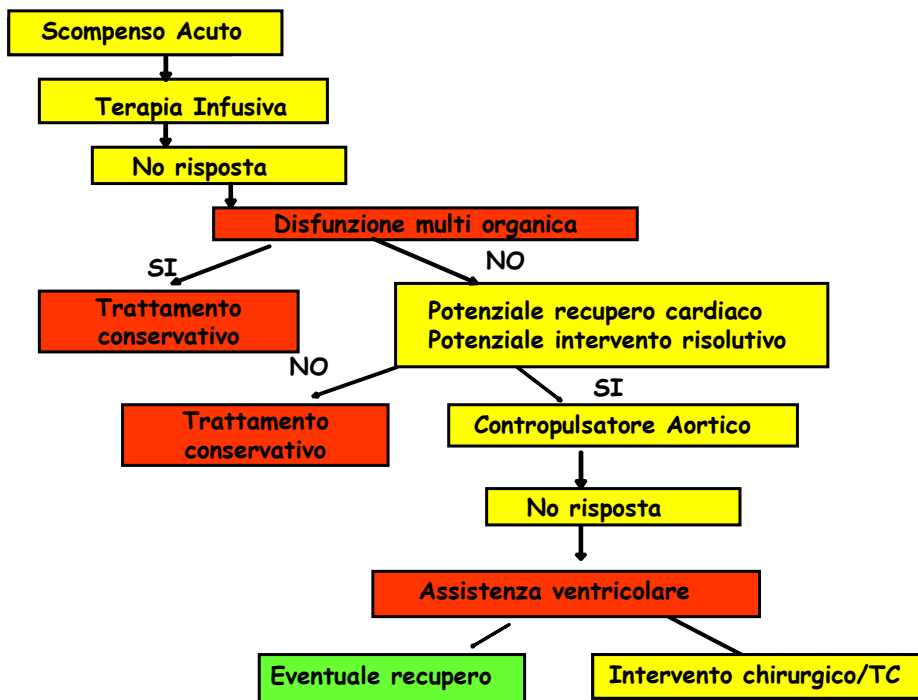 Scompenso Acuto
Terapia Infusiva
No risposta
Disfunzione multi organica
SI
NO
Trattamento
conservativo
Potenziale recupero cardiaco
Potenziale intervento risolutivo
NO
SI
Trattamento
conservativo
Contropulsatore Aortico
No risposta
Assistenza ventricolare
Eventuale recupero
Intervento chirurgico/TC